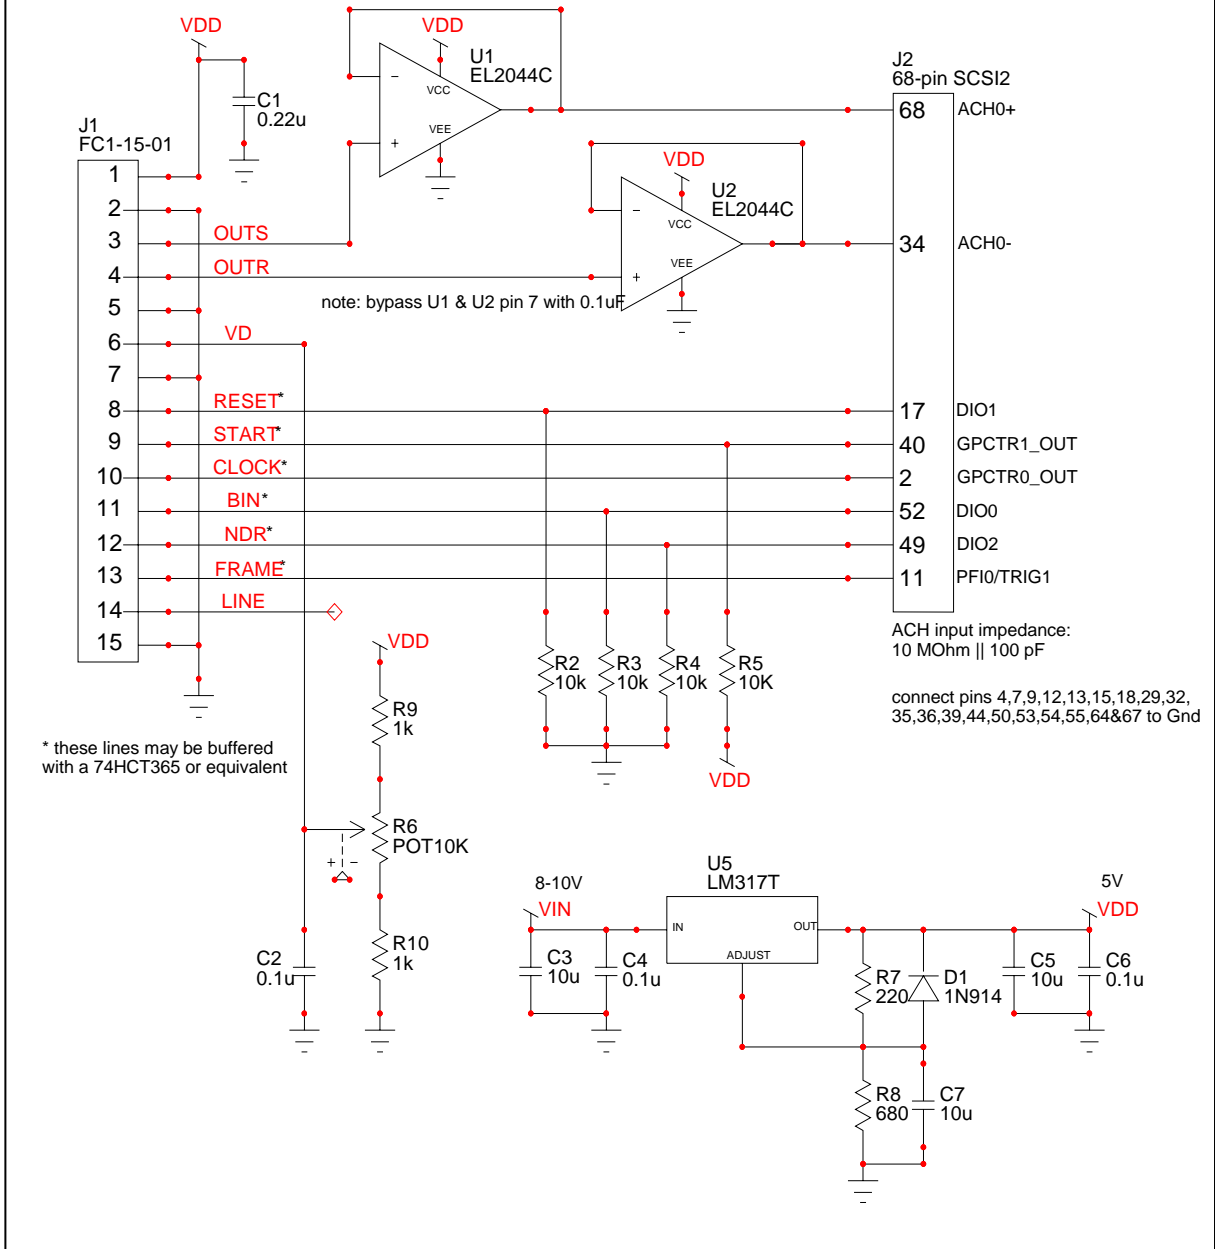 VDD
VDD
U1
EL2044C
VCC
VEE
−
+
C1
0.22u
J1
FC1-15-01
1
2
3
4
5
6
7
8
9
10
11
12
13
14
15
OUTS
OUTR
VD
RESET*
START*
CLOCK*
BIN*
NDR*
FRAME*
LINE
VDD
U2
EL2044C
VCC
VEE
−
+
note: bypass U1 & U2 pin 7 with 0.1uF
J2
68-pin SCSI2
68 ACH0+
34 ACH0-
17 DIO1
40 GPCTR1_OUT
2 GPCTR0_OUT
52 DIO0
49 DIO2
11 PFI0/TRIG1
ACH input impedance:
10 MOhm || 100 pF
connect pins 4,7,9,12,13,15,18,29,32,
35,36,39,44,50,53,54,55,64&67 to Gnd
R2
10k
R3
10k
R4
10k
R5
10K
VDD
* these lines may be buffered
with a 74HCT365 or equivalent
VDD
R9
1k
R6
POT10K
+ −
R10
1k
C2
0.1u
8-10V
VIN
C3
10u
C4
0.1u
U5
LM317T
IN
OUT
ADJUST
R7
220
D1
1N914
C5
10u
C6
0.1u
5V
VDD
R8
680
C7
10u